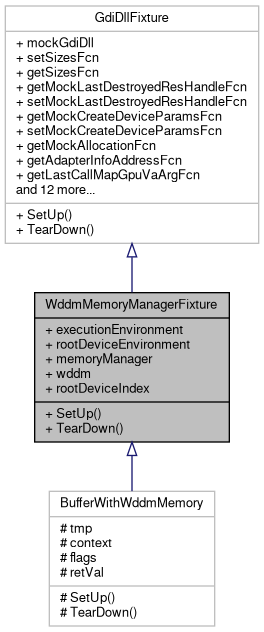 GdiDllFixture
+ mockGdiDll
+ setSizesFcn
+ getSizesFcn
+ getMockLastDestroyedResHandleFcn
+ setMockLastDestroyedResHandleFcn
+ getMockCreateDeviceParamsFcn
+ setMockCreateDeviceParamsFcn
+ getMockAllocationFcn
+ getAdapterInfoAddressFcn
+ getLastCallMapGpuVaArgFcn
and 12 more...
+ SetUp()
+ TearDown()
WddmMemoryManagerFixture
+ executionEnvironment
+ rootDeviceEnvironment
+ memoryManager
+ wddm
+ rootDeviceIndex
+ SetUp()
+ TearDown()
BufferWithWddmMemory
# tmp
# context
# flags
# retVal
# SetUp()
# TearDown()